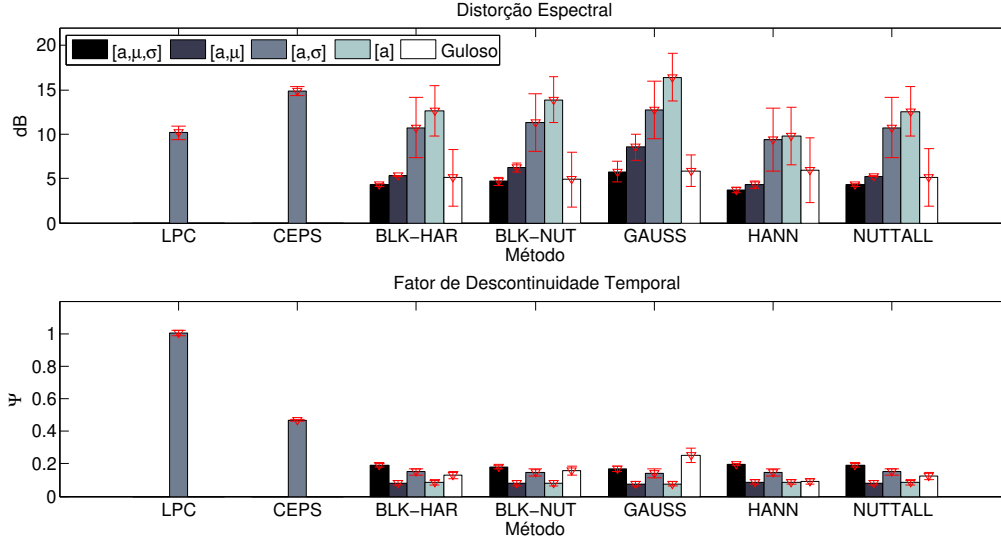 Distorção Espectral
20
15
10
5
0
dB
[a,μ,σ] [a,μ] [a,σ] [a] Guloso
LPC CEPS BLK-HAR BLK-NUT GAUSS HANN NUTTALL
Método
Fator de Descontinuidade Temporal
1
0.8
0.6
0.4
0.2
0
Ψ
LPC CEPS BLK-HAR BLK-NUT GAUSS HANN NUTTALL
Método